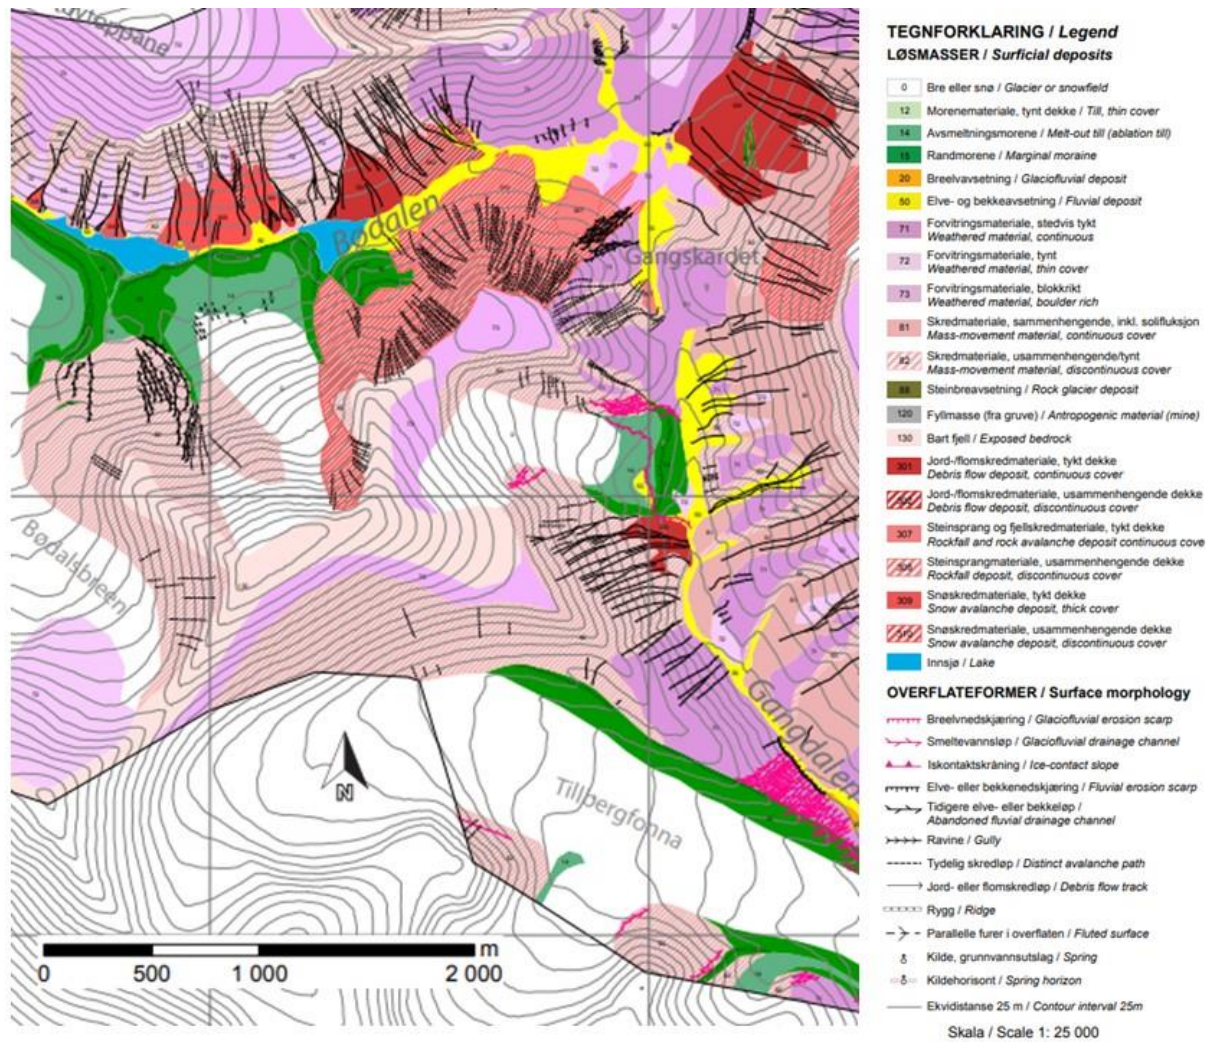 Bødalen
Gangskardet
Bødalsbreen
Gangdalen
Tillbergfonna
N
m
0 500 1 000 2 000
TEGNFORKLARING / Legend
LØSMASSER / Surficial deposits
0 Bre eller snø / Glacier or snowfield
12 Morenemateriale, tynt dekke / Till, thin cover
14 Avsmeltningsmorene / Melt-out till (ablation till)
15 Randmorene / Marginal moraine
20 Breelvavsetning / Glaciofluvial deposit
50 Elve- og bekkeavsetning / Fluvial deposit
71 Forvitringsmateriale, stedvis tykt
Weathered material, continuous
72 Forvitringsmateriale, tynt
Weathered material, thin cover
73 Forvitringsmateriale, blokkrikt
Weathered material, boulder rich
81 Skredmateriale, sammenhengende, inkl. solifluksjon
Mass-movement material, continuous cover
82 Skredmateriale, usammenhengende/tynt
Mass-movement material, discontinuous cover
88 Steinbreavsetning / Rock glacier deposit
120 Fyllmasse (fra gruve) / Antropogenic material (mine)
130 Bart fjell / Exposed bedrock
301 Jord-/flomskredmateriale, tykt dekke
Debris flow deposit, continuous cover
Jord-/flomskredmateriale, usammenhengende dekke
Debris flow deposit, discontinuous cover
307 Steinsprang og fjellskredmateriale, tykt dekke
Rockfall and rock avalanche deposit continuous cove
Steinsprangmateriale, usammenhengende dekke
Rockfall deposit, discontinuous cover
309 Snøskredmateriale, tykt dekke
Snow avalanche deposit, thick cover
310 Snøskredmateriale, usammenhengende dekke
Snow avalanche deposit, discontinuous cover
Innsjø / Lake
OVERFLATEFORMER / Surface morphology
Breelvnedskjæring / Glaciofluvial erosion scarp
Smeltevannsløp / Glaciofluvial drainage channel
Iskontaktskråning / Ice-contact slope
Elve- eller bekkenedskjæring / Fluvial erosion scarp
Tidigere elve- eller bekkeløp /
Abandoned fluvial drainage channel
Ravine / Gully
Tydelig skredløp / Distinct avalanche path
Jord- eller flomskredløp / Debris flow track
Rygg / Ridge
Parallelle furer i overflaten / Fluted surface
Kilde, grunnvannsutslag / Spring
Kildehorisont / Spring horizon
Ekvidistanse 25 m / Contour interval 25m
Skala / Scale 1: 25 000